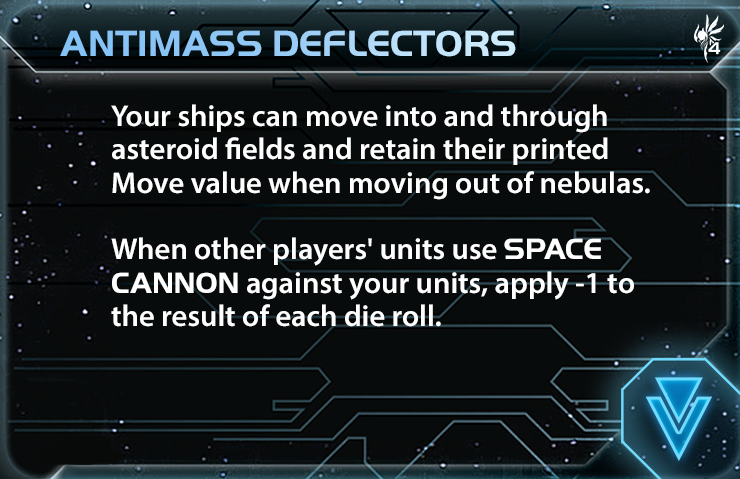 ANTIMASS DEFLECTORS
4
Your ships can move into and through
asteroid fields and retain their printed
Move value when moving out of nebulas.
When other players' units use SPACE
CANNON against your units, apply -1 to
the result of each die roll.